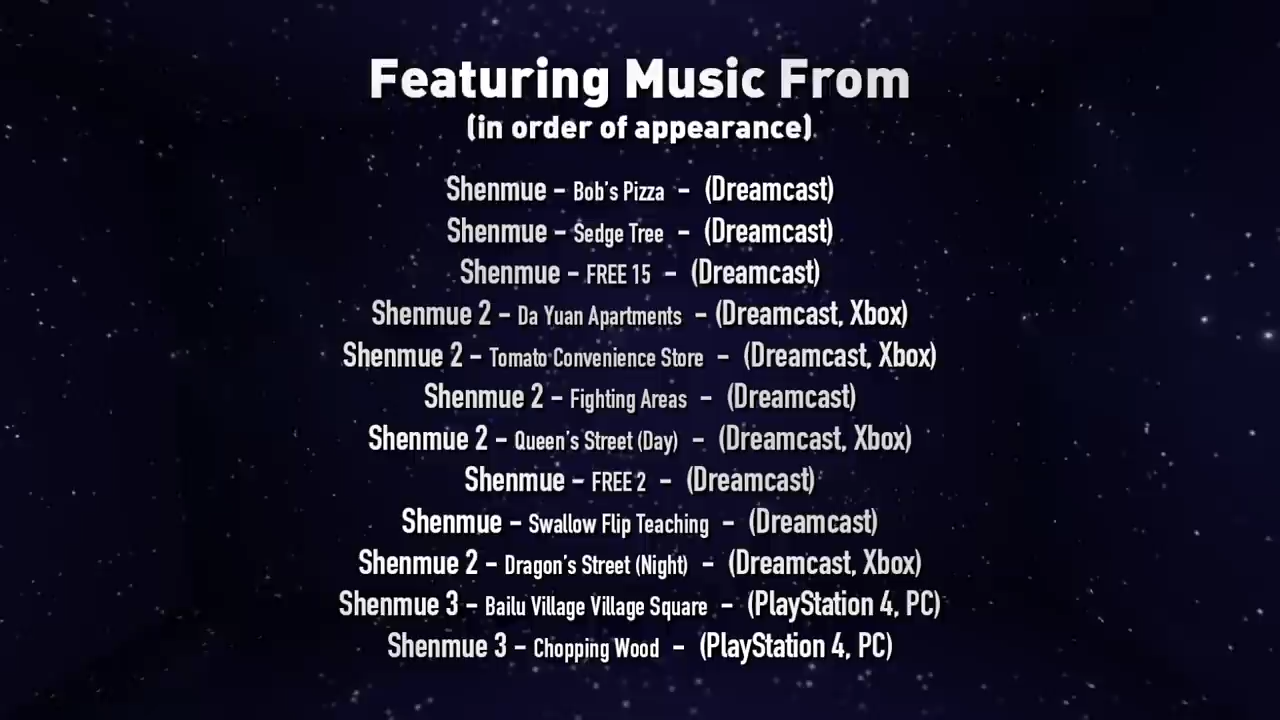 Featuring Music From
(in order of appearance)
Shenmue – Bob's Pizza – (Dreamcast)
Shenmue – Sedge Tree – (Dreamcast)
Shenmue – FREE 15 – (Dreamcast)
Shenmue 2 – Da Yuan Apartments – (Dreamcast, Xbox)
Shenmue 2 – Tomato Convenience Store – (Dreamcast, Xbox)
Shenmue 2 – Fighting Areas – (Dreamcast)
Shenmue 2 – Queen's Street (Day) – (Dreamcast, Xbox)
Shenmue – FREE 2 – (Dreamcast)
Shenmue – Swallow Flip Teaching – (Dreamcast)
Shenmue 2 – Dragon's Street (Night) – (Dreamcast, Xbox)
Shenmue 3 – Bailu Village Village Square – (PlayStation 4, PC)
Shenmue 3 – Chopping Wood – (PlayStation 4, PC)